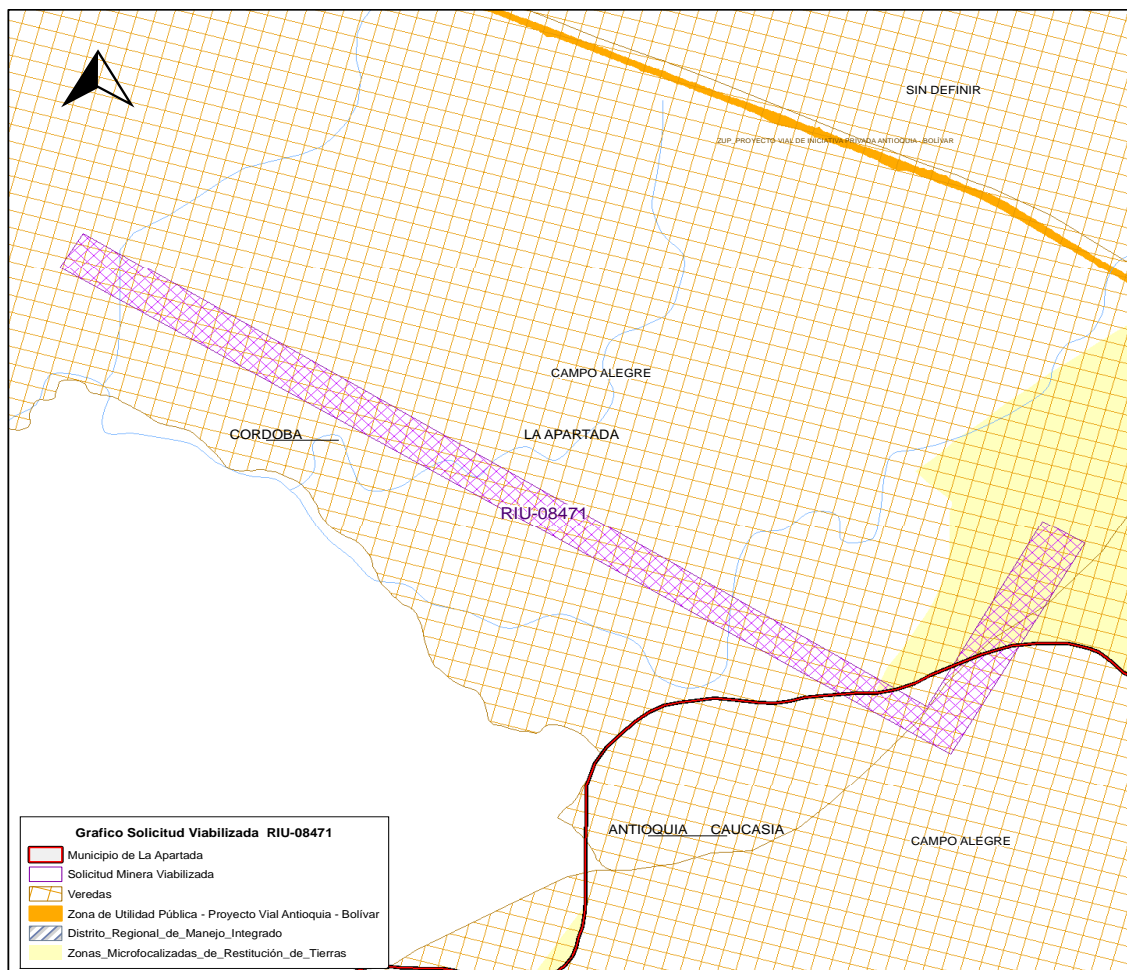 SIN DEFINIR
ZUP_PROYECTO VIAL DE INICIATIVA PRIVADA ANTIOQUIA - BOLÍVAR
CAMPO ALEGRE
CORDOBA
LA APARTADA
RIU-08471
ANTIOQUIA CAUCASIA
CAMPO ALEGRE
Grafico Solicitud Viabilizada RIU-08471
Municipio de La Apartada
Solicitud Minera Viabilizada
Veredas
Zona de Utilidad Pública - Proyecto Vial Antioquia - Bolívar
Distrito_Regional_de_Manejo_Integrado
Zonas_Microfocalizadas_de_Restitución_de_Tierras